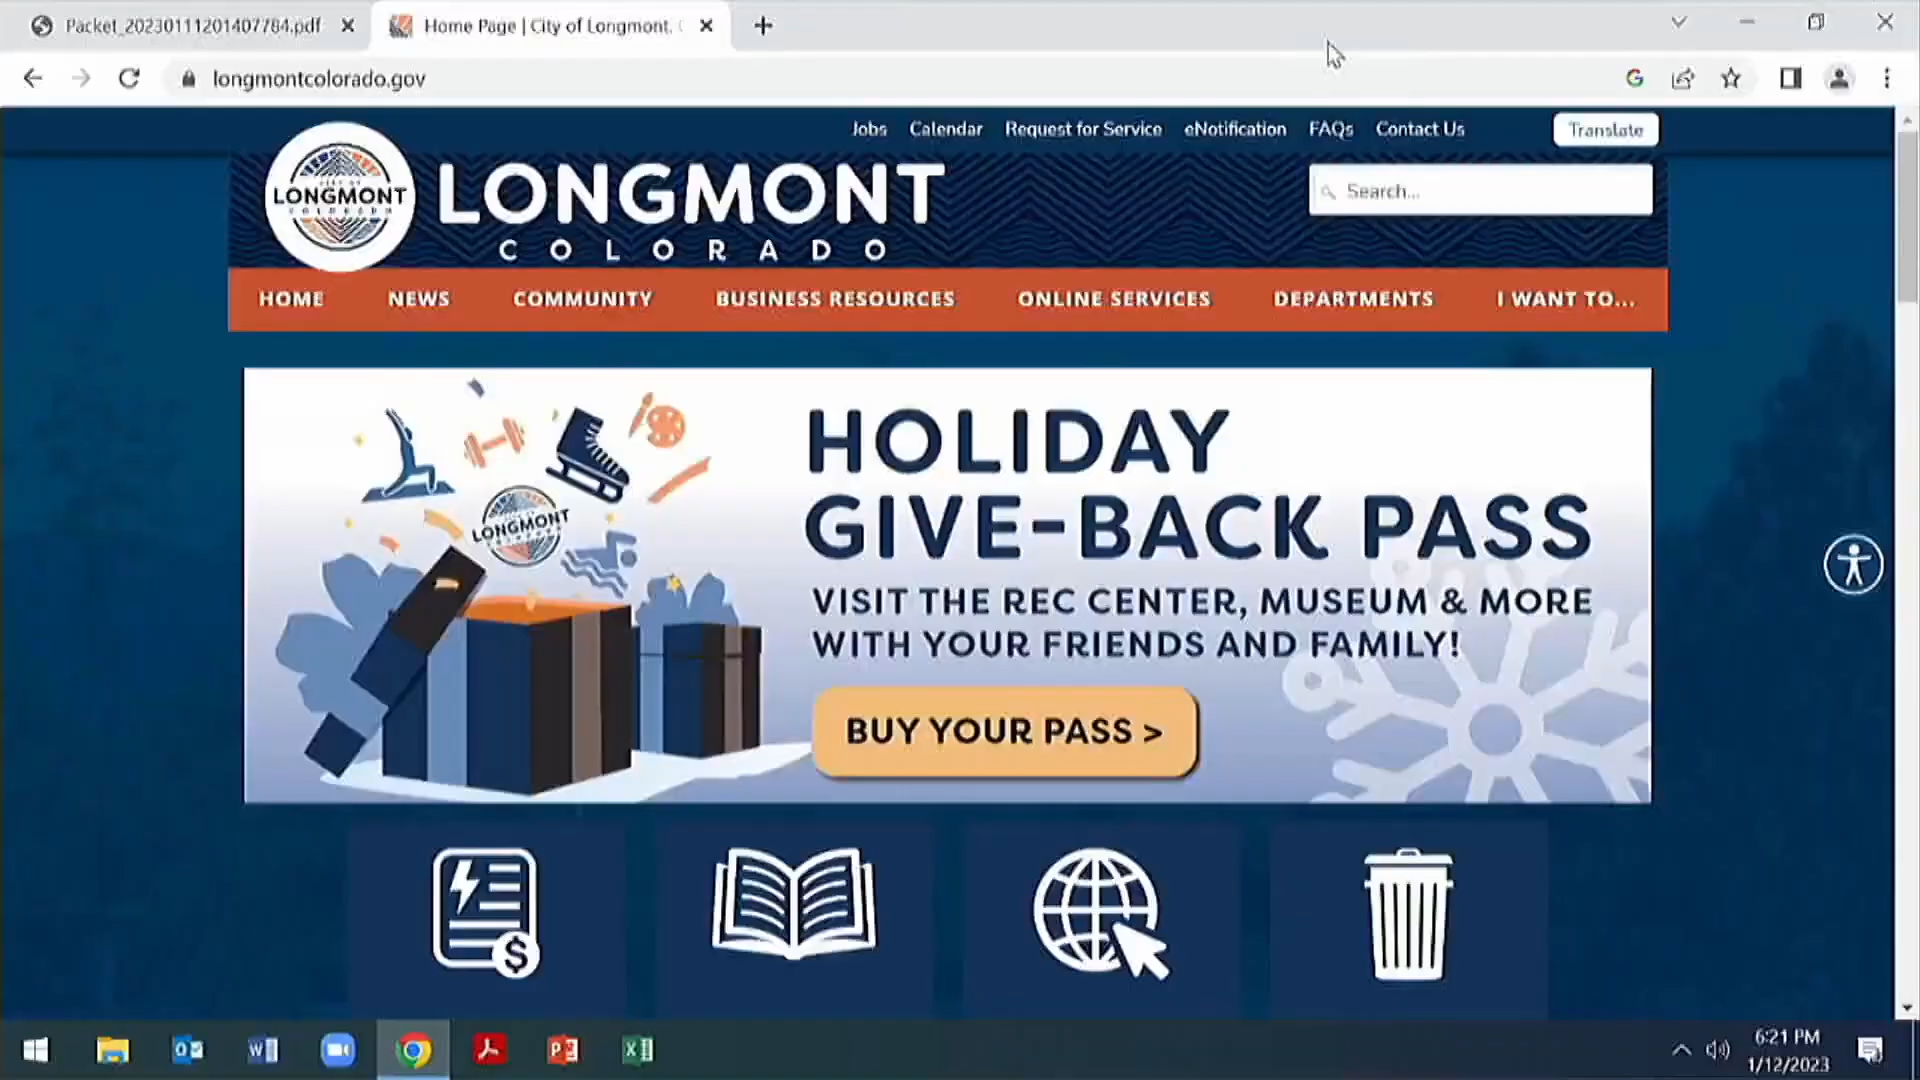 Packet_20230111201407784.pdf
Home Page | City of Longmont,
longmontcolorado.gov
Jobs Calendar Request for Service eNotification FAQs Contact Us Translate
LONGMONT
COLORADO
LONGMONT
COLORADO
Search...
HOME NEWS COMMUNITY BUSINESS RESOURCES ONLINE SERVICES DEPARTMENTS I WANT TO...
HOLIDAY
GIVE-BACK PASS
VISIT THE REC CENTER, MUSEUM & MORE
WITH YOUR FRIENDS AND FAMILY!
BUY YOUR PASS >
LONGMONT
$
6:21 PM
1/12/2023